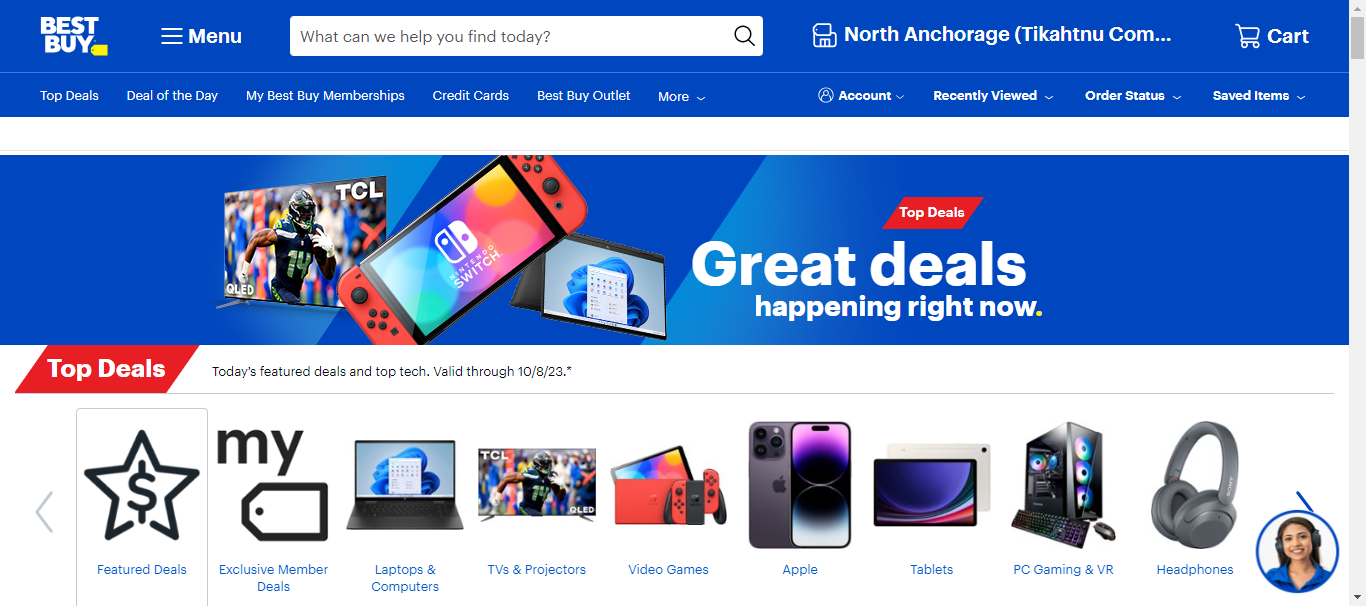 BEST
BUY
Menu
What can we help you find today?
North Anchorage (Tikahtnu Com...
Cart
Top Deals
Deal of the Day
My Best Buy Memberships
Credit Cards
Best Buy Outlet
More
Account
Recently Viewed
Order Status
Saved Items
TCL
QLED
NINTENDO
SWITCH
Top Deals
Great deals
happening right now.
Top Deals
Today's featured deals and top tech. Valid through 10/8/23.*
my
TCL
QLED
SONY
Featured Deals
Exclusive Member
Deals
Laptops &
Computers
TVs & Projectors
Video Games
Apple
Tablets
PC Gaming & VR
Headphones